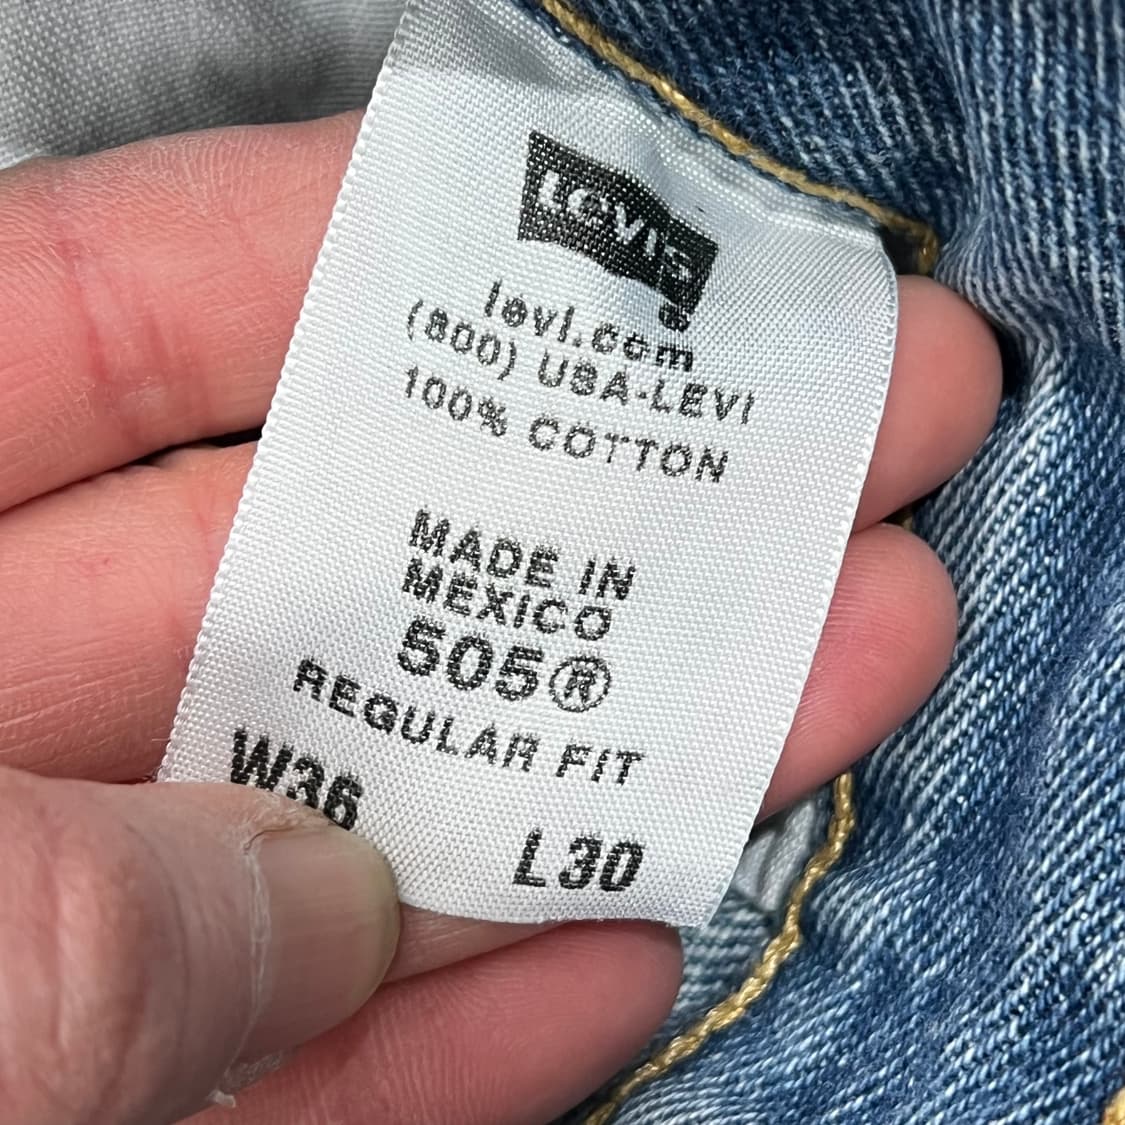 LEVI'S
levi.com
(800) USA-LEVI
100% COTTON
MADE IN
MEXICO
505®
REGULAR FIT
W36
L30